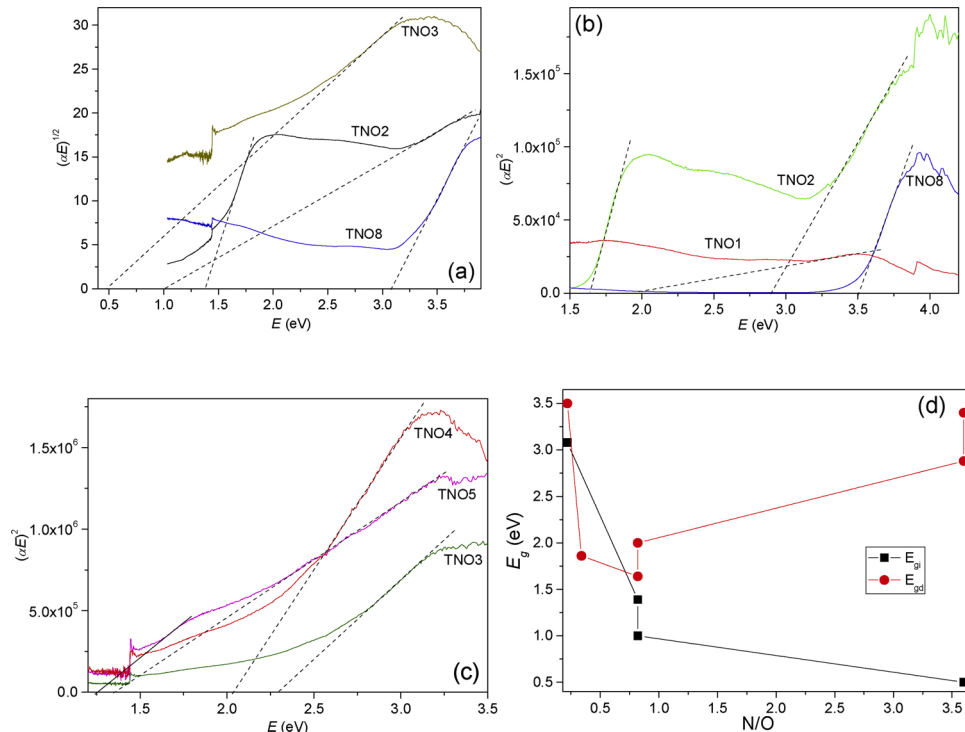 (a)
(αE)^1/2
35
30
25
20
15
10
5
0
TNO3
TNO2
TNO8
0.5 1.0 1.5 2.0 2.5 3.0 3.5
E (eV)
(b)
(αE)^2
1.5x10^5
1.0x10^5
5.0x10^4
0.0
TNO2
TNO8
TNO1
1.5 2.0 2.5 3.0 3.5 4.0
E (eV)
(c)
(αE)^2
1.5x10^6
1.0x10^6
5.0x10^5
0.0
TNO4
TNO5
TNO3
1.5 2.0 2.5 3.0 3.5
E (eV)
(d)
E_g (eV)
3.5
3.0
2.5
2.0
1.5
1.0
0.5
E_gi
E_gd
0.5 1.0 1.5 2.0 2.5 3.0 3.5
N/O